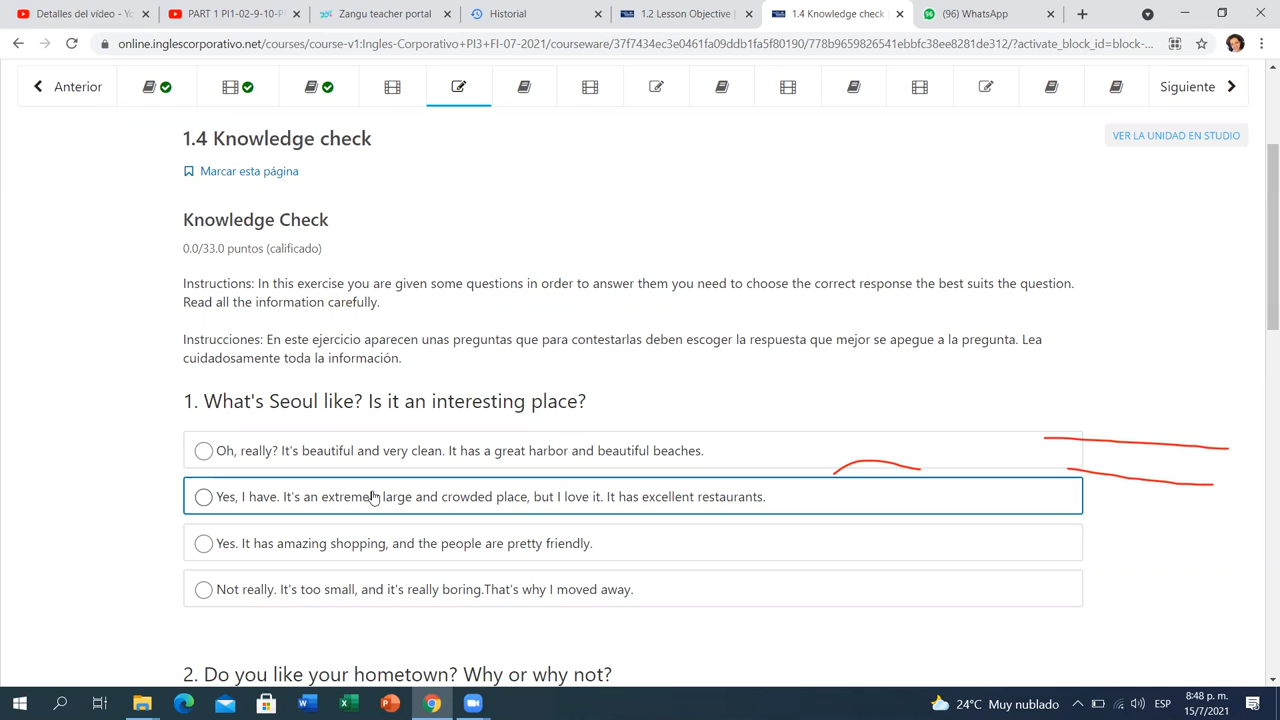 Detalles del vídeo - Yo
PART 1 PI1-02-9-10-P
Zangu teacher portal
Historial
1.2 Lesson Objective |
1.4 Knowledge check |
(96) WhatsApp
online.inglescorporativo.net/courses/course-v1:Ingles-Corporativo+PI3+FI-07-2021/courseware/37f7434ec3e0461fa09ddb1fa5f80190/778b9659826541ebbfc38ee8281de312/?activate_block_id=block-...
Anterior
Siguiente
1.4 Knowledge check
VER LA UNIDAD EN STUDIO
Marcar esta página
Knowledge Check
0.0/33.0 puntos (calificado)
Instructions: In this exercise you are given some questions in order to answer them you need to choose the correct response the best suits the question.
Read all the information carefully.
Instrucciones: En este ejercicio aparecen unas preguntas que para contestarlas deben escoger la respuesta que mejor se apegue a la pregunta. Lea
cuidadosamente toda la información.
1. What's Seoul like? Is it an interesting place?
Oh, really? It's beautiful and very clean. It has a great harbor and beautiful beaches.
Yes, I have. It's an extremely large and crowded place, but I love it. It has excellent restaurants.
Yes. It has amazing shopping, and the people are pretty friendly.
Not really. It's too small, and it's really boring.That's why I moved away.
2. Do you like your hometown? Why or why not?
24°C Muy nublado
ESP
8:48 p. m.
15/7/2021